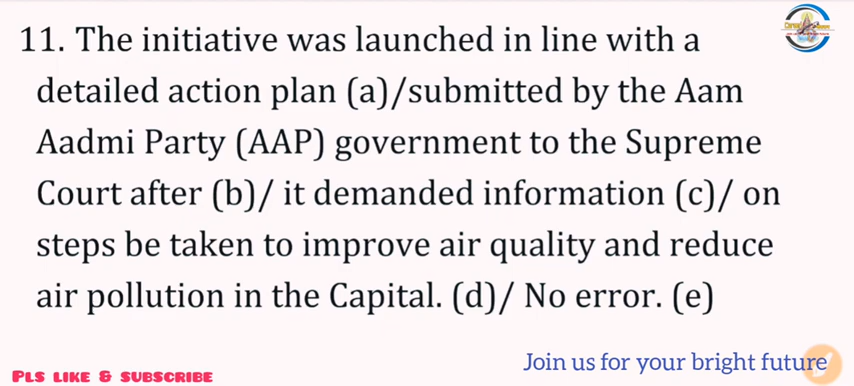 11. The initiative was launched in line with a
detailed action plan (a)/submitted by the Aam
Aadmi Party (AAP) government to the Supreme
Court after (b)/ it demanded information (c)/ on
steps be taken to improve air quality and reduce
air pollution in the Capital. (d)/ No error. (e)
Join us for your bright future
PLS LIKE & SUBSCRIBE